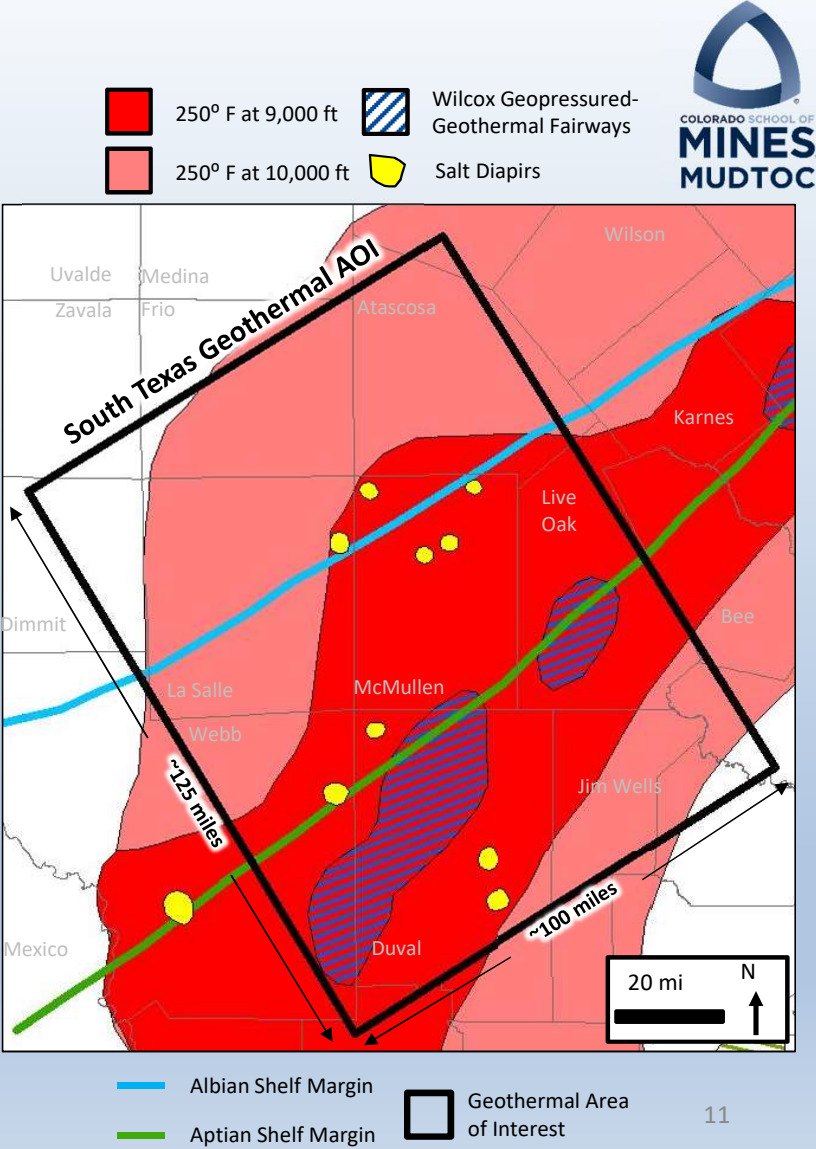 250⁰ F at 9,000 ft
Wilcox Geopressured-
Geothermal Fairways
250⁰ F at 10,000 ft
Salt Diapirs
COLORADO SCHOOL OF
MINES
MUDTOC
South Texas Geothermal AOI
Wilson
Uvalde
Medina
Zavala
Frio
Atascosa
Karnes
Live
Oak
Dimmit
Bee
La Salle
McMullen
Webb
~125 miles
Jim Wells
~100 miles
Mexico
Duval
20 mi
N
Albian Shelf Margin
Aptian Shelf Margin
Geothermal Area
of Interest
11